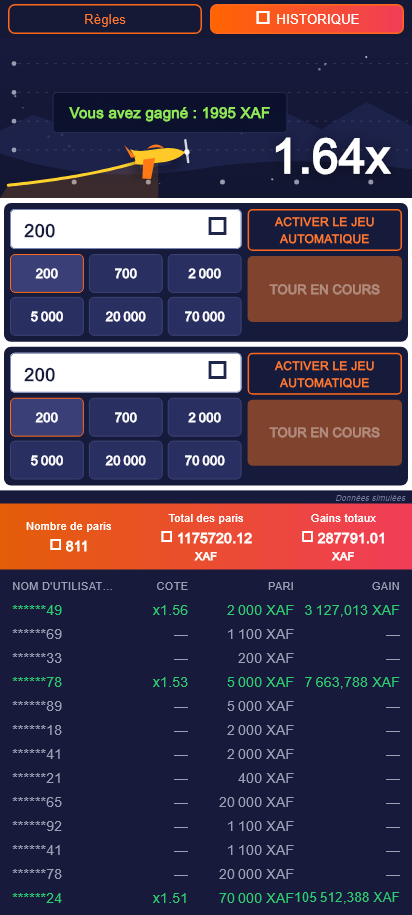 Règles
HISTORIQUE
Vous avez gagné : 1995 XAF
1.64x
200
ACTIVER LE JEU
AUTOMATIQUE
200 700 2 000
TOUR EN COURS
5 000 20 000 70 000
200
ACTIVER LE JEU
AUTOMATIQUE
200 700 2 000
TOUR EN COURS
5 000 20 000 70 000
Données simulées
Nombre de paris
811
Total des paris
1175720.12
XAF
Gains totaux
287791.01
XAF
NOM D'UTILISAT... COTE PARI GAIN
******49 x1.56 2 000 XAF 3 127,013 XAF
******69 — 1 100 XAF —
******33 — 200 XAF —
******78 x1.53 5 000 XAF 7 663,788 XAF
******89 — 5 000 XAF —
******18 — 2 000 XAF —
******41 — 2 000 XAF —
******21 — 400 XAF —
******65 — 20 000 XAF —
******92 — 1 100 XAF —
******41 — 1 100 XAF —
******78 — 20 000 XAF —
******24 x1.51 70 000 XAF 105 512,388 XAF